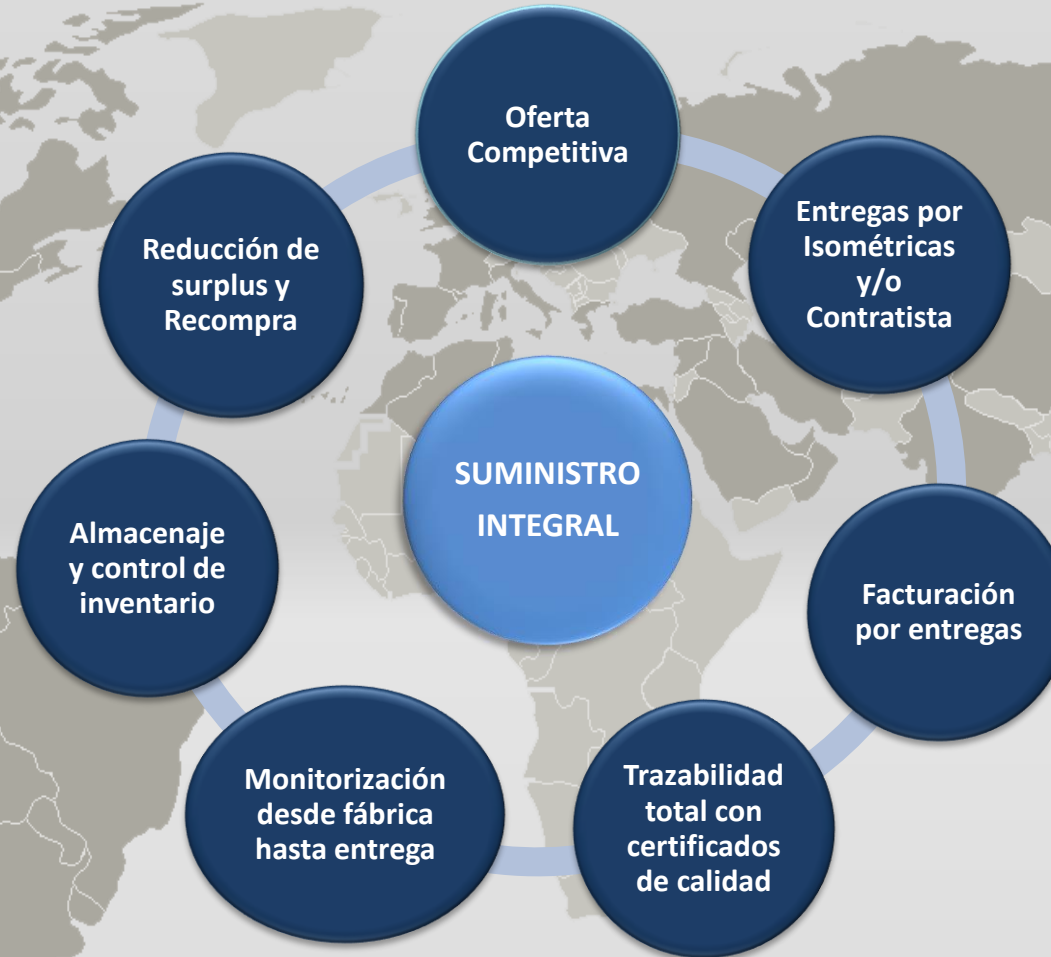 Oferta
Competitiva
Entregas por
Isométricas
y/o
Contratista
Facturación
por entregas
Trazabilidad
total con
certificados
de calidad
Monitorización
desde fábrica
hasta entrega
Almacenaje
y control de
inventario
Reducción de
surplus y
Recompra
SUMINISTRO
INTEGRAL